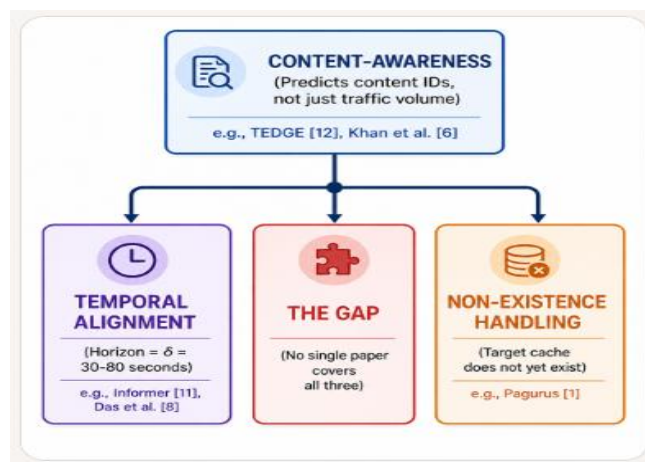 CONTENT-AWARENESS
(Predicts content IDs,
not just traffic volume)
e.g., TEDGE [12], Khan et al. [6]
TEMPORAL
ALIGNMENT
(Horizon = δ =
30-80 seconds)
e.g., Informer [11],
Das et al. [8]
THE GAP
(No single paper
covers
all three)
NON-EXISTENCE
HANDLING
(Target cache
does not yet exist)
e.g., Pagurus [1]